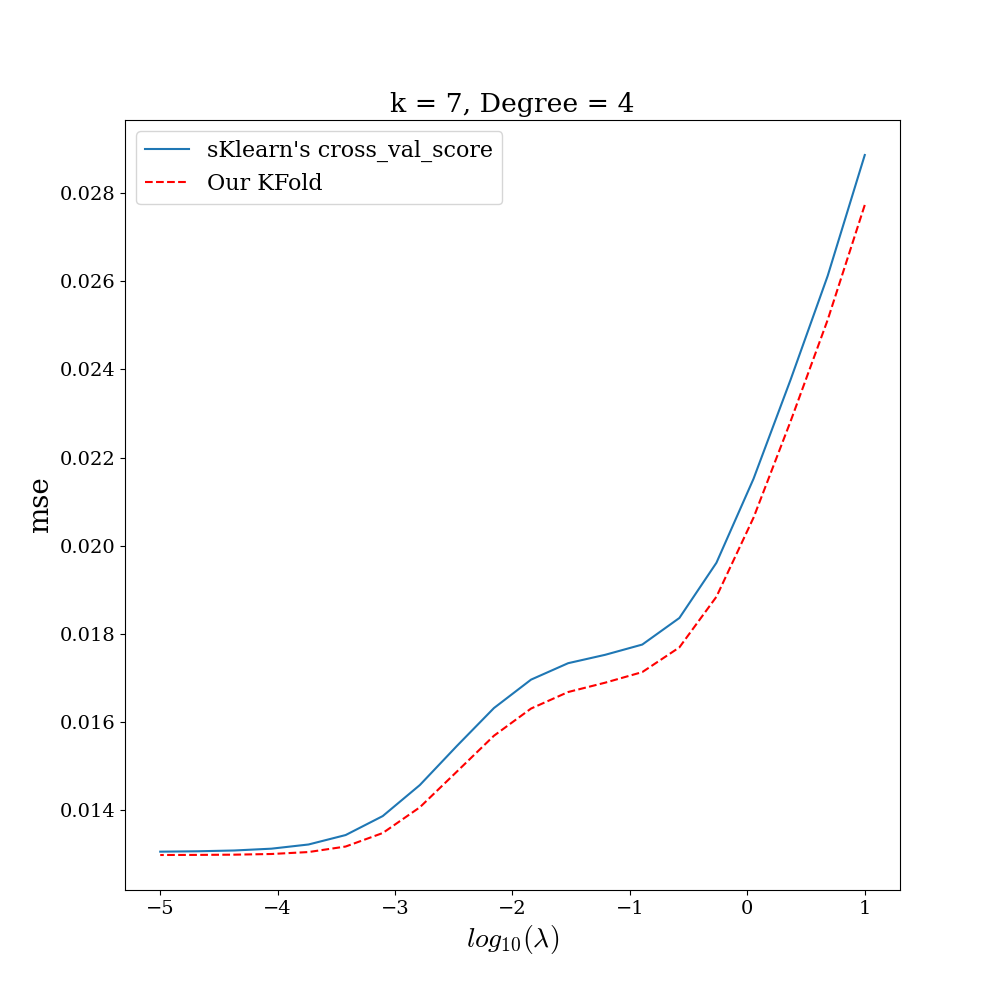 k = 7, Degree = 4
sKlearn's cross_val_score
Our KFold
0.028
0.026
0.024
0.022
0.020
0.018
0.016
0.014
mse
−5 −4 −3 −2 −1 0 1
log10(λ)